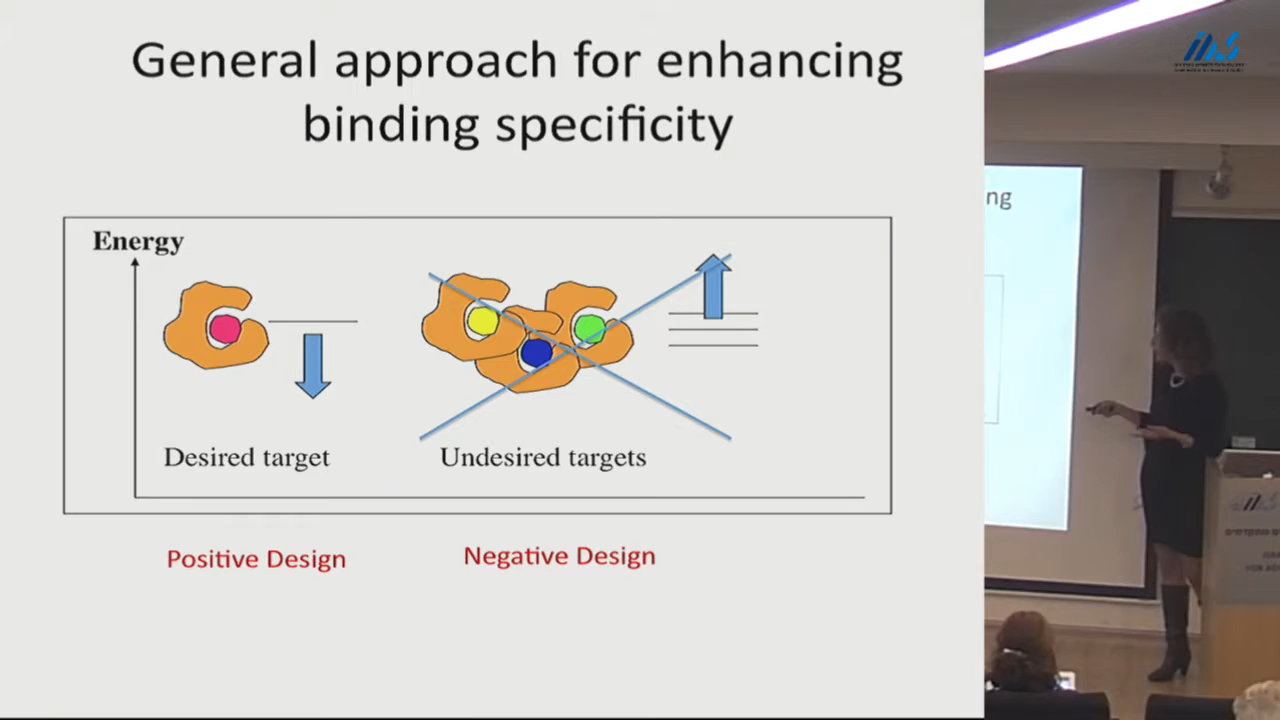 General approach for enhancing
binding specificity
Energy
Desired target
Undesired targets
Positive Design
Negative Design
ng